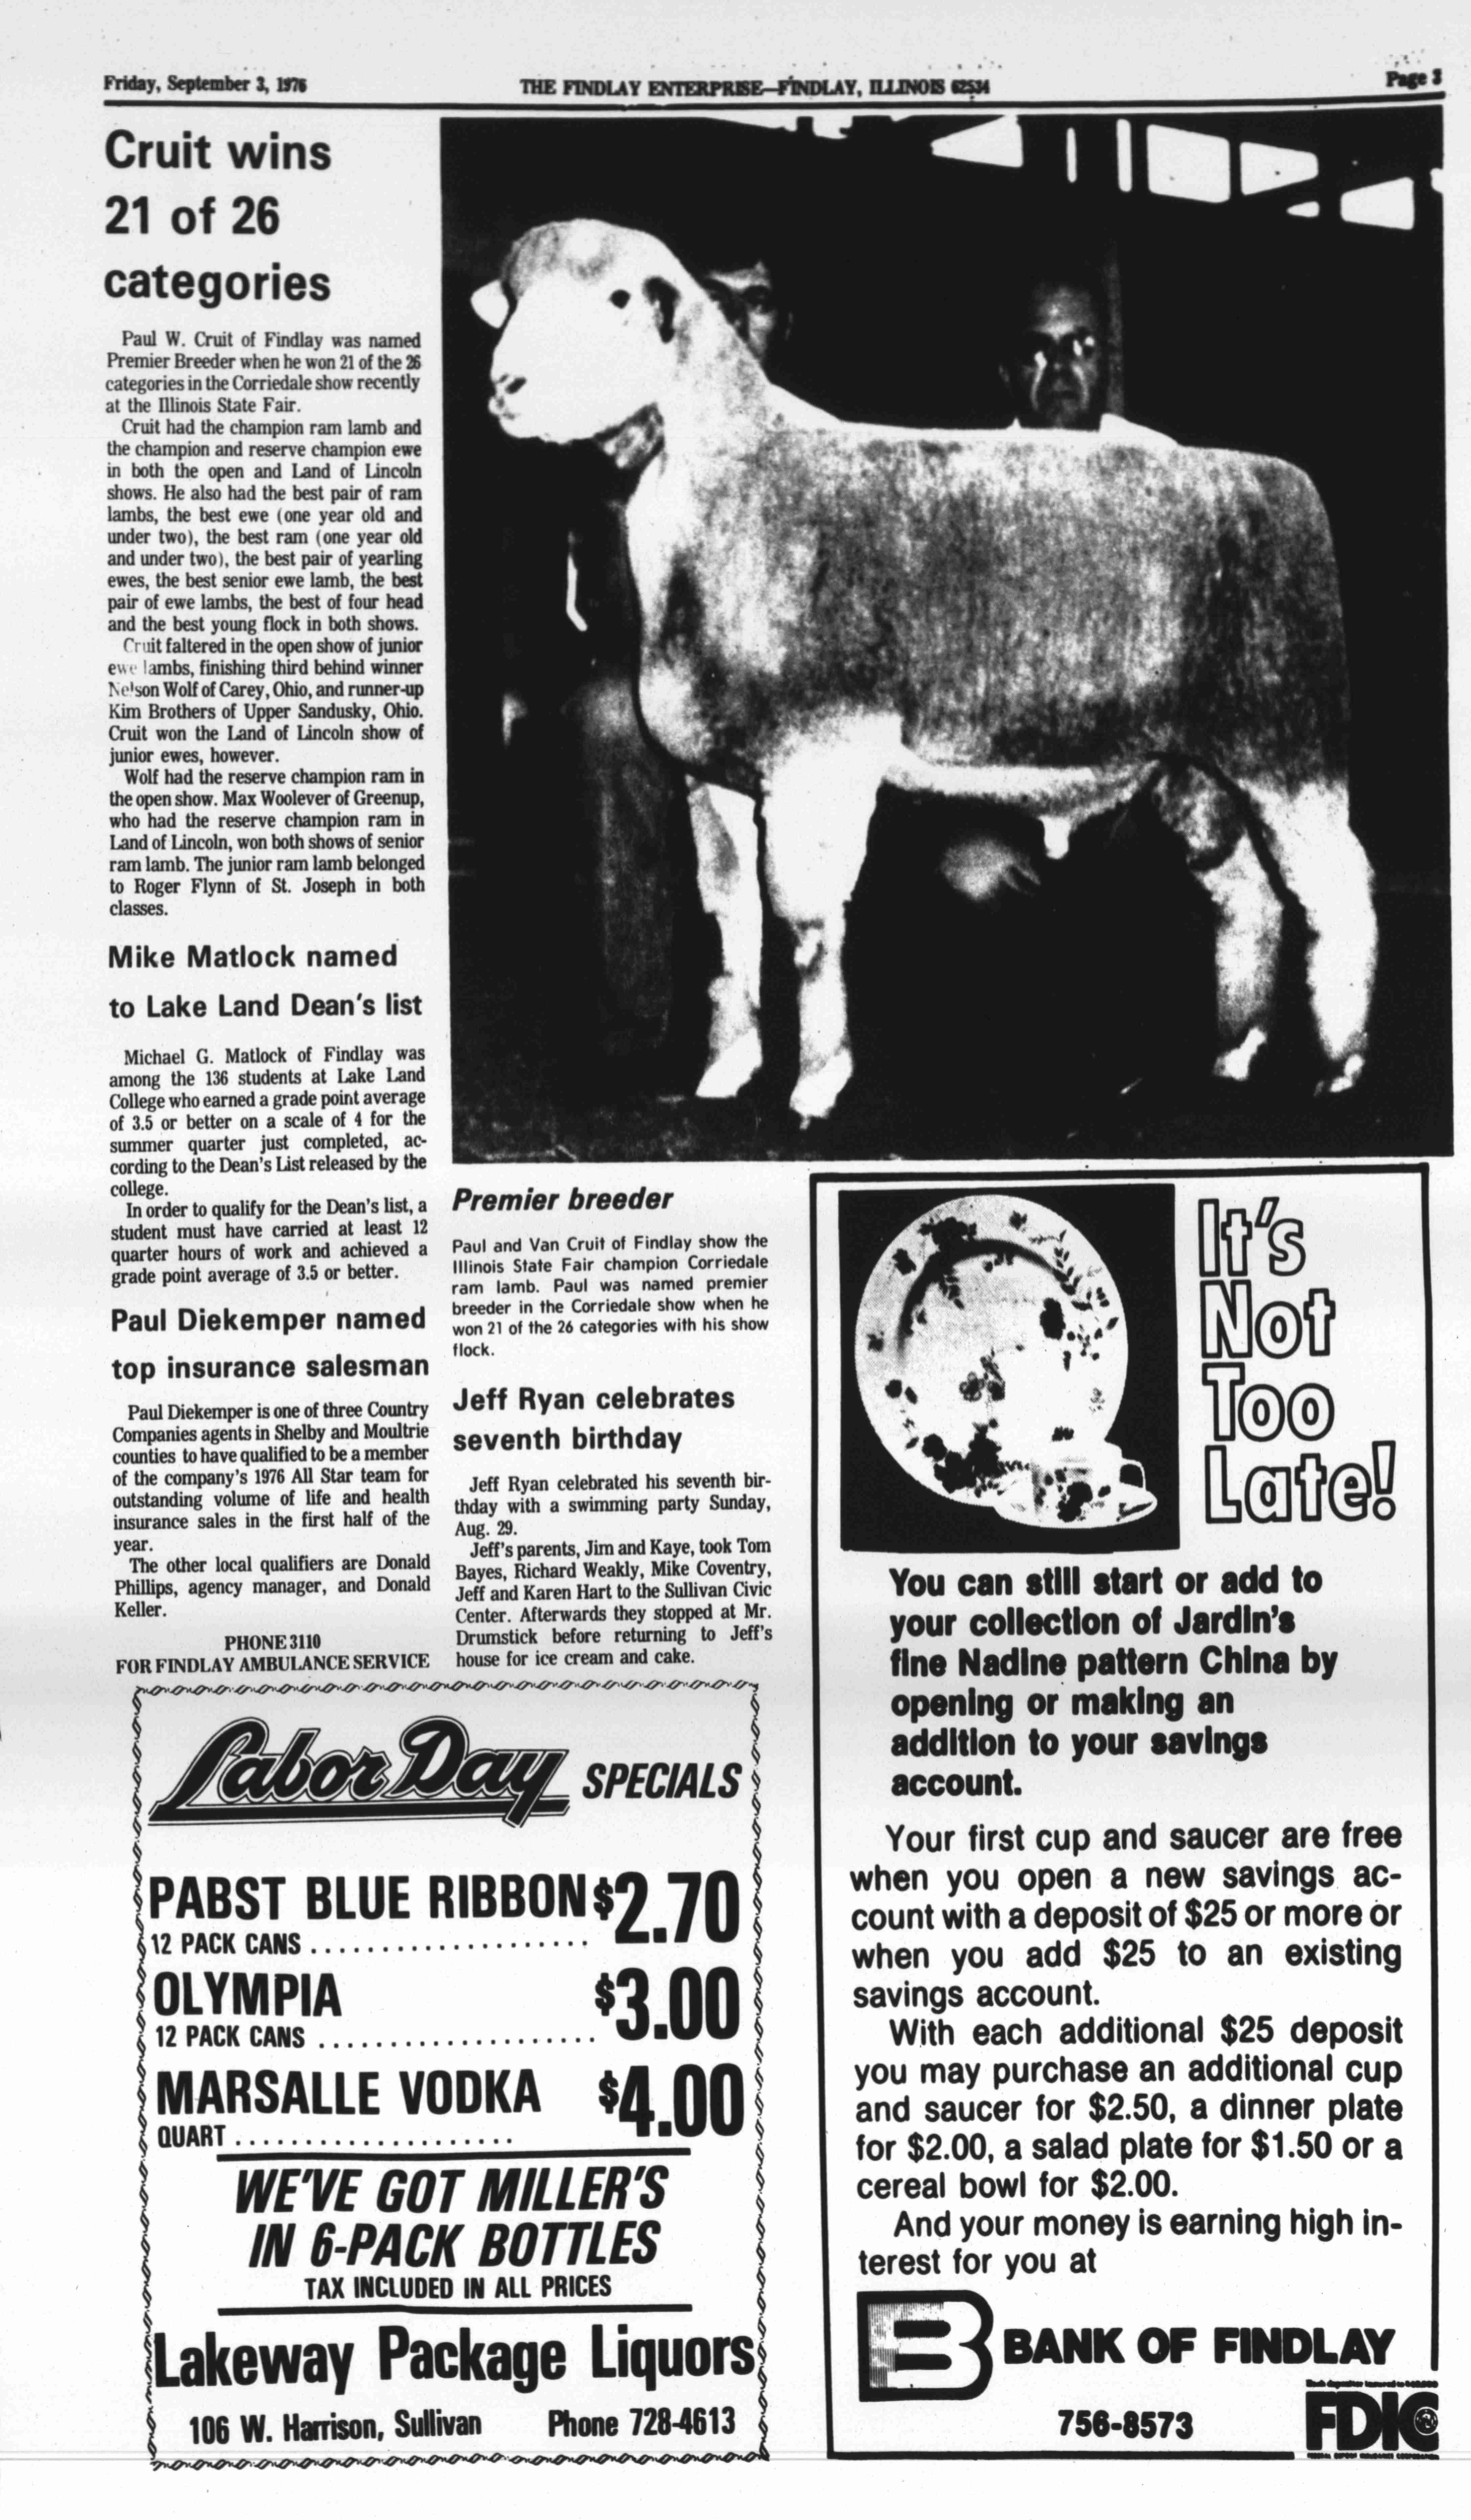 Friday, September 3, 1976
THE FINDLAY ENTERPRISE—FINDLAY, ILLINOIS 62534
Page 3
Cruit wins
21 of 26
categories
Paul W. Cruit of Findlay was named
Premier Breeder when he won 21 of the 26
categories in the Corriedale show recently
at the Illinois State Fair.
Cruit had the champion ram lamb and
the champion and reserve champion ewe
in both the open and Land of Lincoln
shows. He also had the best pair of ram
lambs, the best ewe (one year old and
under two), the best ram (one year old
and under two), the best pair of yearling
ewes, the best senior ewe lamb, the best
pair of ewe lambs, the best of four head
and the best young flock in both shows.
Cruit faltered in the open show of junior
ewe lambs, finishing third behind winner
Nelson Wolf of Carey, Ohio, and runner-up
Kim Brothers of Upper Sandusky, Ohio.
Cruit won the Land of Lincoln show of
junior ewes, however.
Wolf had the reserve champion ram in
the open show. Max Woolever of Greenup,
who had the reserve champion ram in
Land of Lincoln, won both shows of senior
ram lamb. The junior ram lamb belonged
to Roger Flynn of St. Joseph in both
classes.
Mike Matlock named
to Lake Land Dean's list
Michael G. Matlock of Findlay was
among the 136 students at Lake Land
College who earned a grade point average
of 3.5 or better on a scale of 4 for the
summer quarter just completed, ac-
cording to the Dean's List released by the
college.
In order to qualify for the Dean's list, a
student must have carried at least 12
quarter hours of work and achieved a
grade point average of 3.5 or better.
Paul Diekemper named
top insurance salesman
Paul Diekemper is one of three Country
Companies agents in Shelby and Moultrie
counties to have qualified to be a member
of the company's 1976 All Star team for
outstanding volume of life and health
insurance sales in the first half of the
year.
The other local qualifiers are Donald
Phillips, agency manager, and Donald
Keller.
PHONE 3110
FOR FINDLAY AMBULANCE SERVICE
Premier breeder
Paul and Van Cruit of Findlay show the
Illinois State Fair champion Corriedale
ram lamb. Paul was named premier
breeder in the Corriedale show when he
won 21 of the 26 categories with his show
flock.
Jeff Ryan celebrates
seventh birthday
Jeff Ryan celebrated his seventh bir-
thday with a swimming party Sunday,
Aug. 29.
Jeff's parents, Jim and Kaye, took Tom
Bayes, Richard Weakly, Mike Coventry,
Jeff and Karen Hart to the Sullivan Civic
Center. Afterwards they stopped at Mr.
Drumstick before returning to Jeff's
house for ice cream and cake.
Labor Day SPECIALS
PABST BLUE RIBBON $2.70
12 PACK CANS ....................
OLYMPIA $3.00
12 PACK CANS ....................
MARSALLE VODKA $4.00
QUART ....................
WE'VE GOT MILLER'S
IN 6-PACK BOTTLES
TAX INCLUDED IN ALL PRICES
Lakeway Package Liquors
106 W. Harrison, Sullivan Phone 728-4613
It's
Not
Too
Late!
You can still start or add to
your collection of Jardin's
fine Nadine pattern China by
opening or making an
addition to your savings
account.
Your first cup and saucer are free
when you open a new savings ac-
count with a deposit of $25 or more or
when you add $25 to an existing
savings account.
With each additional $25 deposit
you may purchase an additional cup
and saucer for $2.50, a dinner plate
for $2.00, a salad plate for $1.50 or a
cereal bowl for $2.00.
And your money is earning high in-
terest for you at
BANK OF FINDLAY
756-8573
FDIC
FEDERAL DEPOSIT INSURANCE CORPORATION